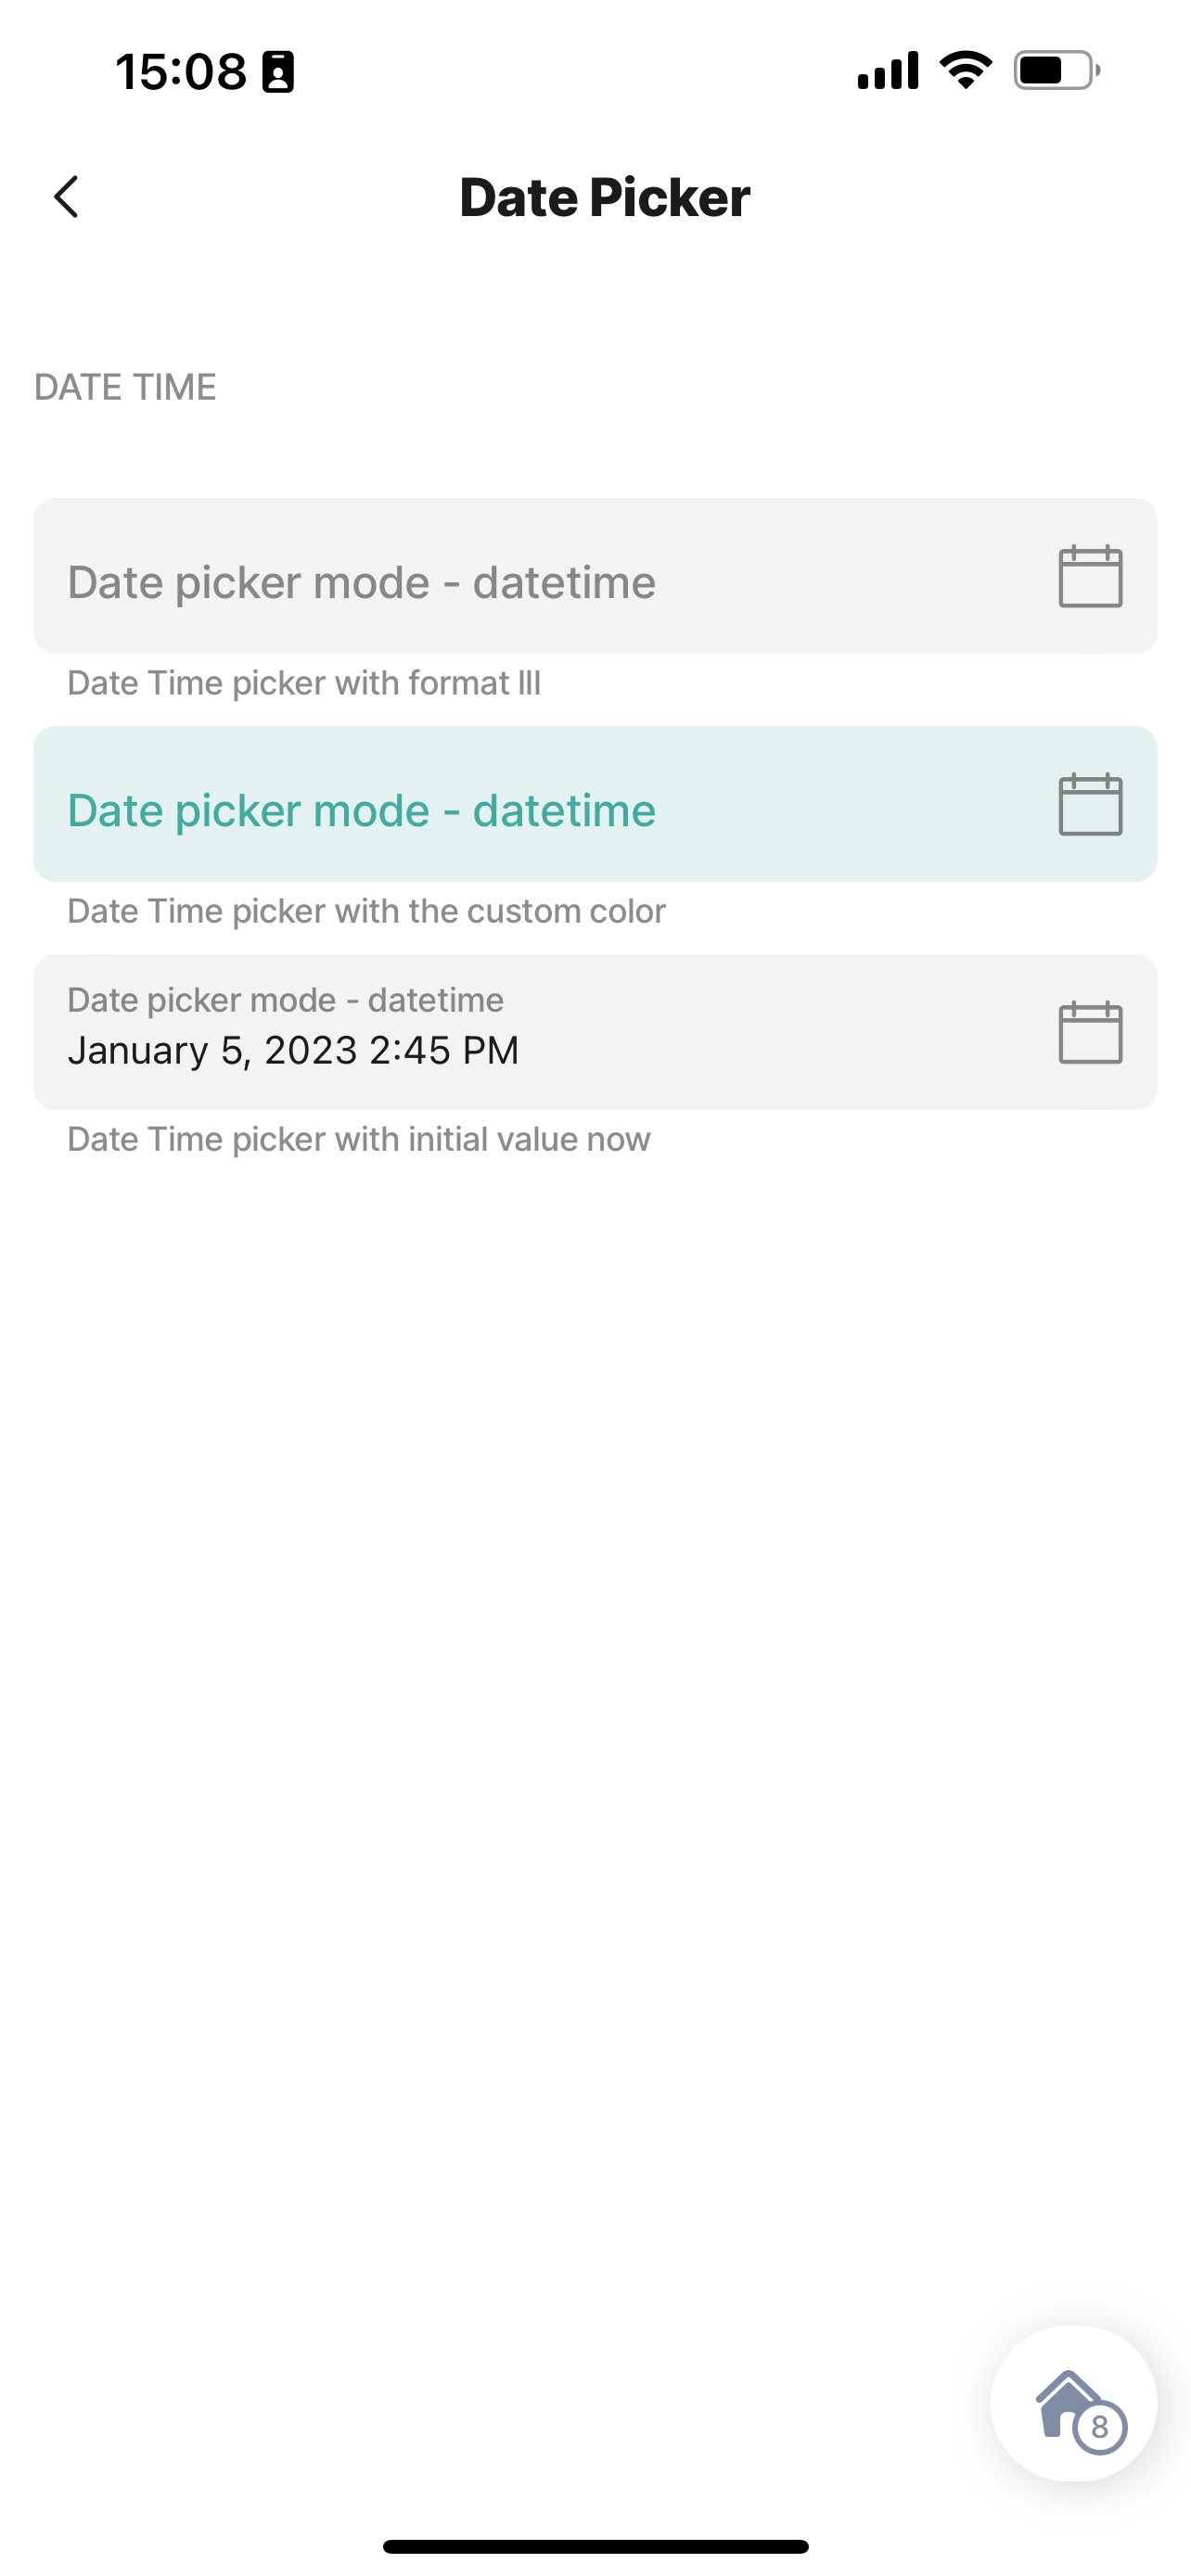 15:08
Date Picker
DATE TIME
Date picker mode - datetime
Date Time picker with format lll
Date picker mode - datetime
Date Time picker with the custom color
Date picker mode - datetime
January 5, 2023 2:45 PM
Date Time picker with initial value now
8